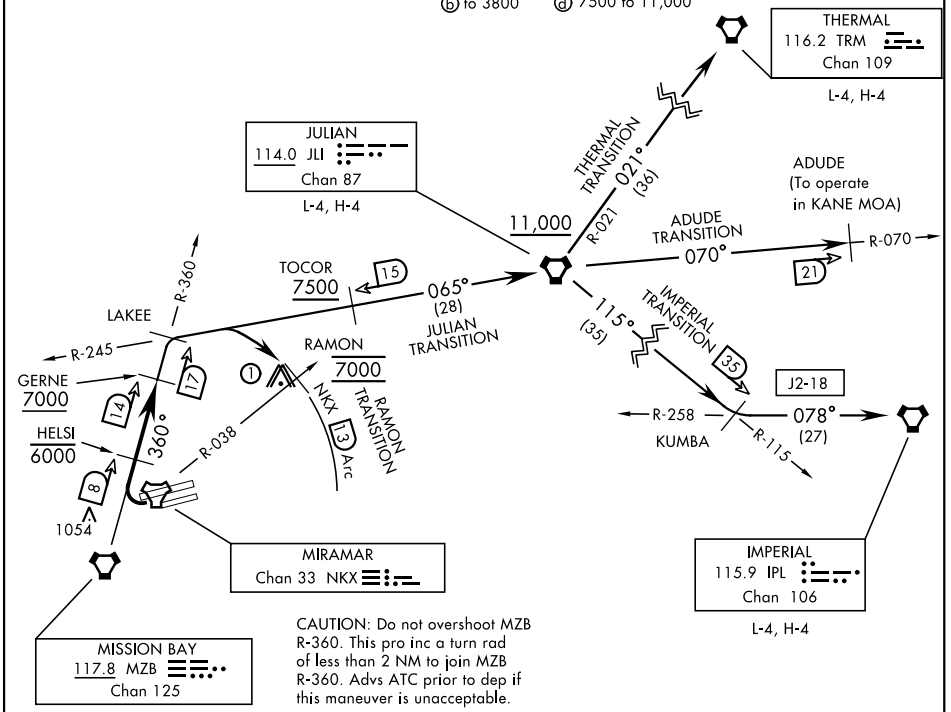 ⓑ to 3800 ⓓ 7500 to 11,000
THERMAL
116.2 TRM
Chan 109
L-4, H-4
JULIAN
114.0 JLI
Chan 87
L-4, H-4
THERMAL
TRANSITION
021°
(36)
R-021
ADUDE
(To operate
in KANE MOA)
11,000
ADUDE
TRANSITION
070°
R-070
21
R-360
TOCOR
7500
15
065°
(28)
JULIAN
TRANSITION
IMPERIAL
TRANSITION
115°
(35)
LAKEE
R-245
GERNE
7000
17
14
1
RAMON
7000
RAMON
TRANSITION
NKX
13
Arc
35
J2-18
R-258
KUMBA
078°
(27)
R-115
HELSI
6000
360°
R-038
8
1054
MIRAMAR
Chan 33 NKX
IMPERIAL
115.9 IPL
Chan 106
L-4, H-4
MISSION BAY
117.8 MZB
Chan 125
CAUTION: Do not overshoot MZB
R-360. This pro inc a turn rad
of less than 2 NM to join MZB
R-360. Advs ATC prior to dep if
this maneuver is unacceptable.